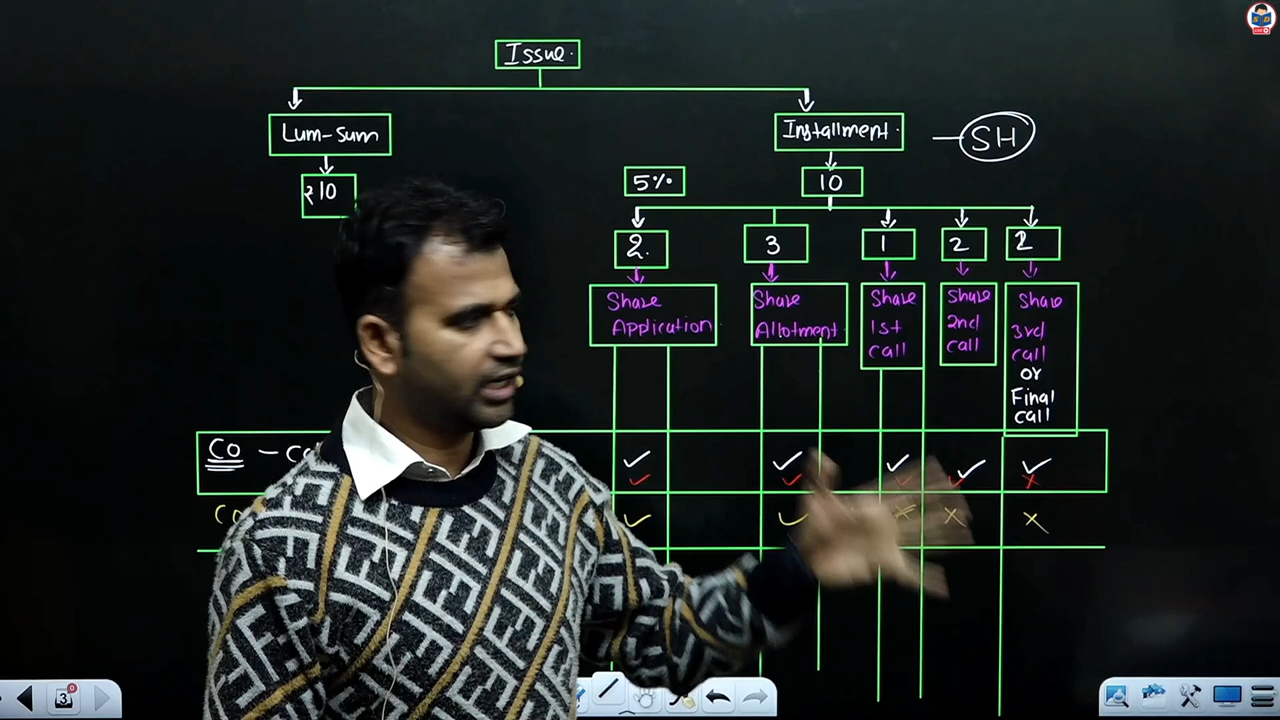 Issue.
Lum-Sum
Installment.
SH
₹10
5%
10
2.
3
1
2
2
Share
Application
Share
Allotment.
Share
1st
call
Share
2nd
call
Share
3rd
call
or
Final
call
Co -
3